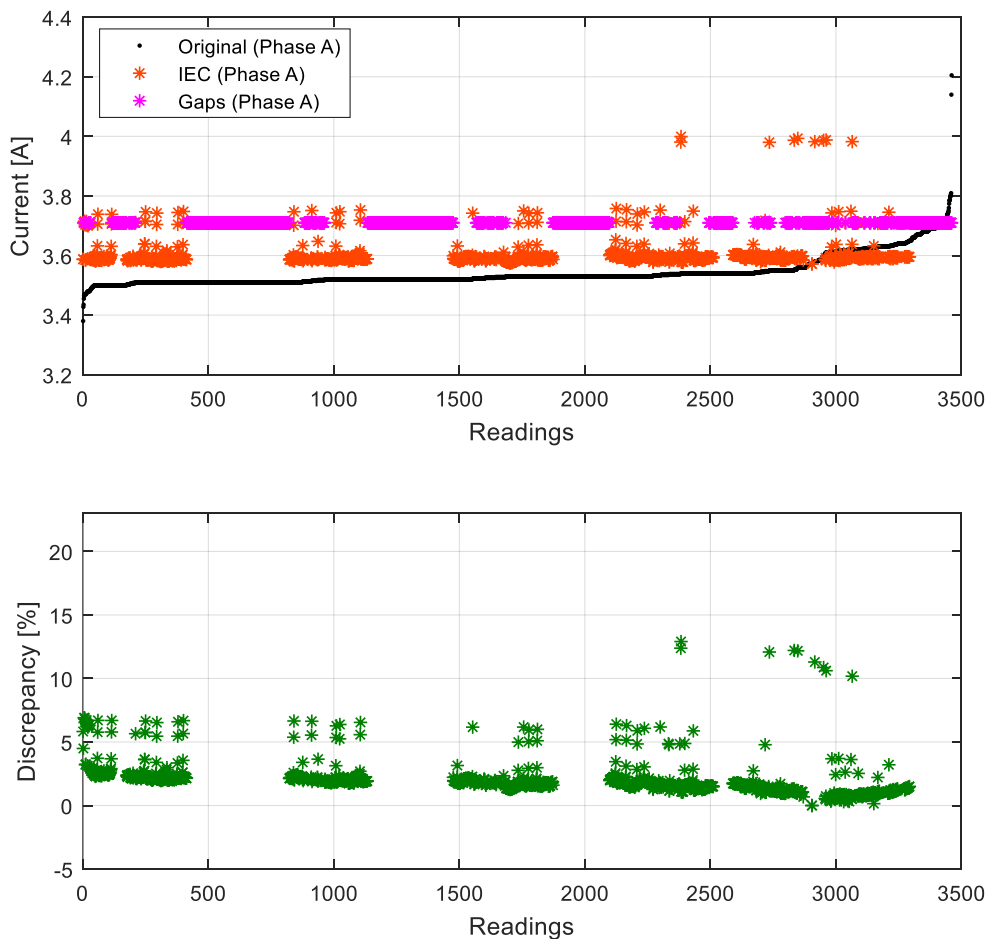 4.4
4.2
4
3.8
3.6
3.4
3.2
Current [A]
Original (Phase A)
IEC (Phase A)
Gaps (Phase A)
0 500 1000 1500 2000 2500 3000 3500
Readings
20
15
10
5
0
-5
Discrepancy [%]
0 500 1000 1500 2000 2500 3000 3500
Readings